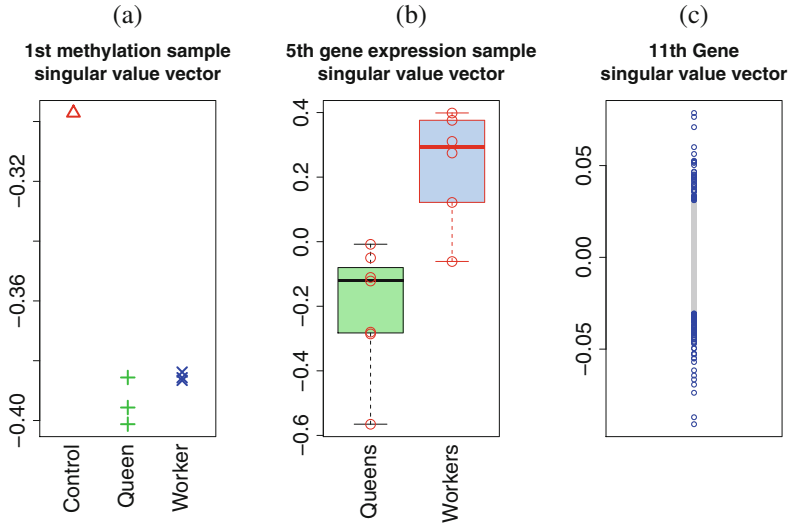 (a)
1st methylation sample
singular value vector
−0.32
−0.36
−0.40
Control
Queen
Worker
(b)
5th gene expression sample
singular value vector
0.4
0.2
0.0
−0.2
−0.4
−0.6
Queens
Workers
(c)
11th Gene
singular value vector
0.05
0.00
−0.05